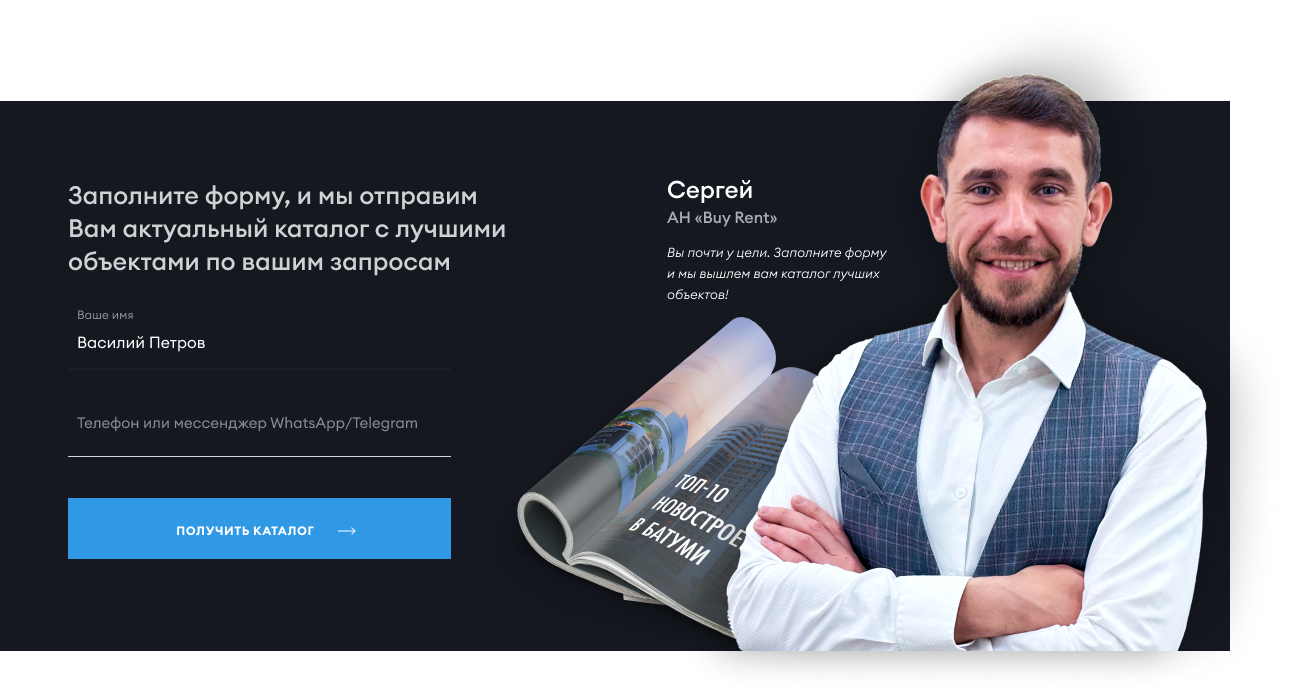 Заполните форму, и мы отправим
Вам актуальный каталог с лучшими
объектами по вашим запросам
Ваше имя
Василий Петров
Телефон или мессенджер WhatsApp/Telegram
ПОЛУЧИТЬ КАТАЛОГ
Сергей
АН «Buy Rent»
Вы почти у цели. Заполните форму
и мы вышлем вам каталог лучших
объектов!
ТОП-10
НОВОСТРОЕ
В БАТУМИ